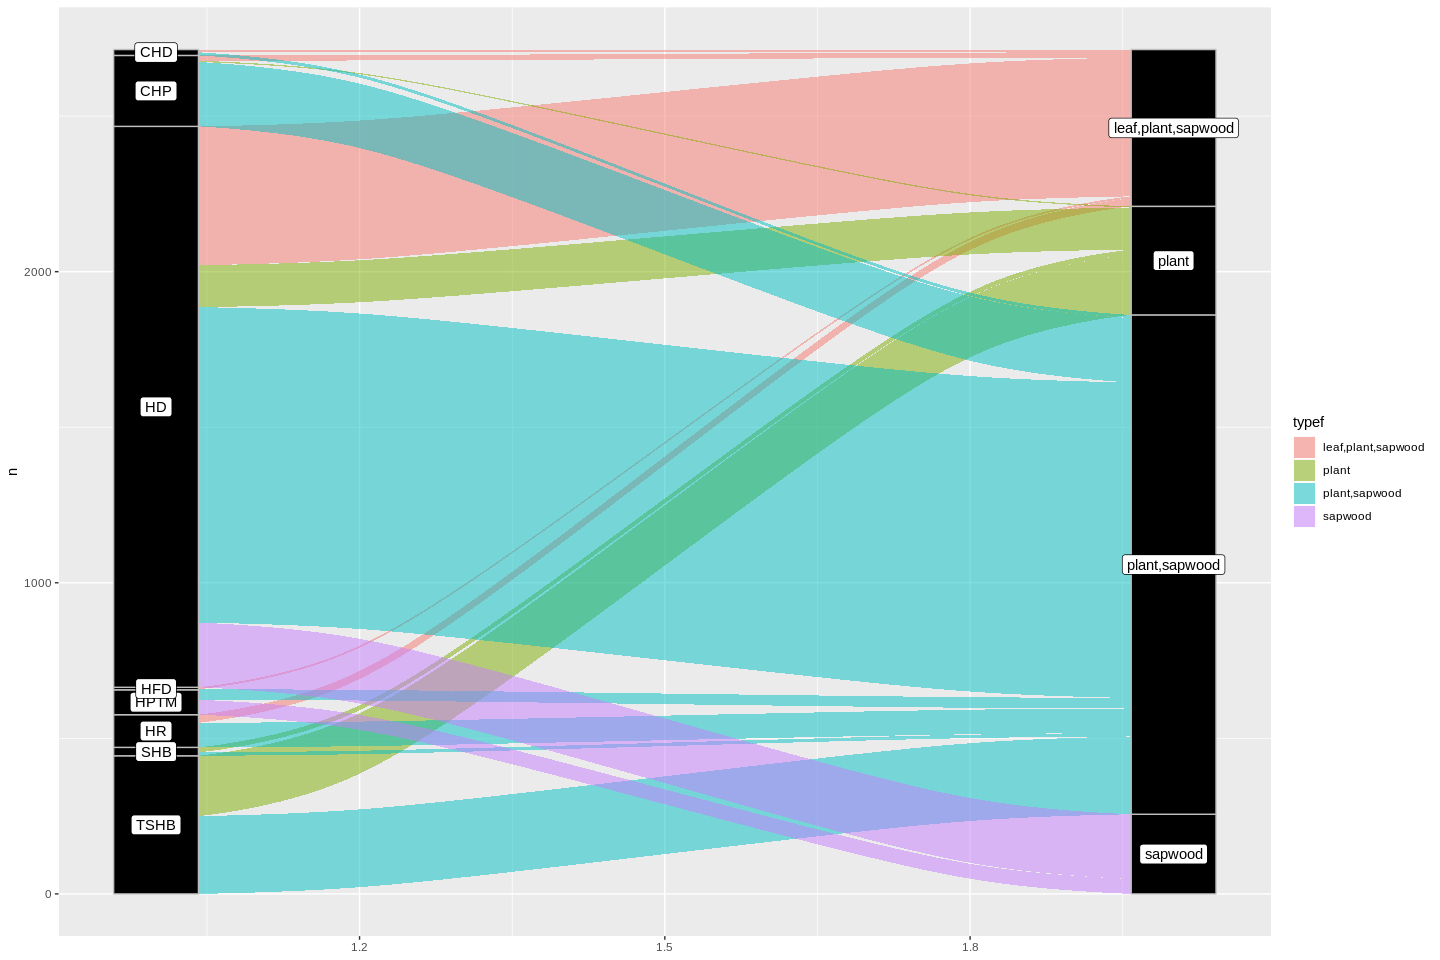 CHD
CHP
HD
HFD
HPTM
HR
SHB
TSHB
leaf,plant,sapwood
plant
plant,sapwood
sapwood
n
2000
1000
0
1.2
1.5
1.8
typef
leaf,plant,sapwood
plant
plant,sapwood
sapwood